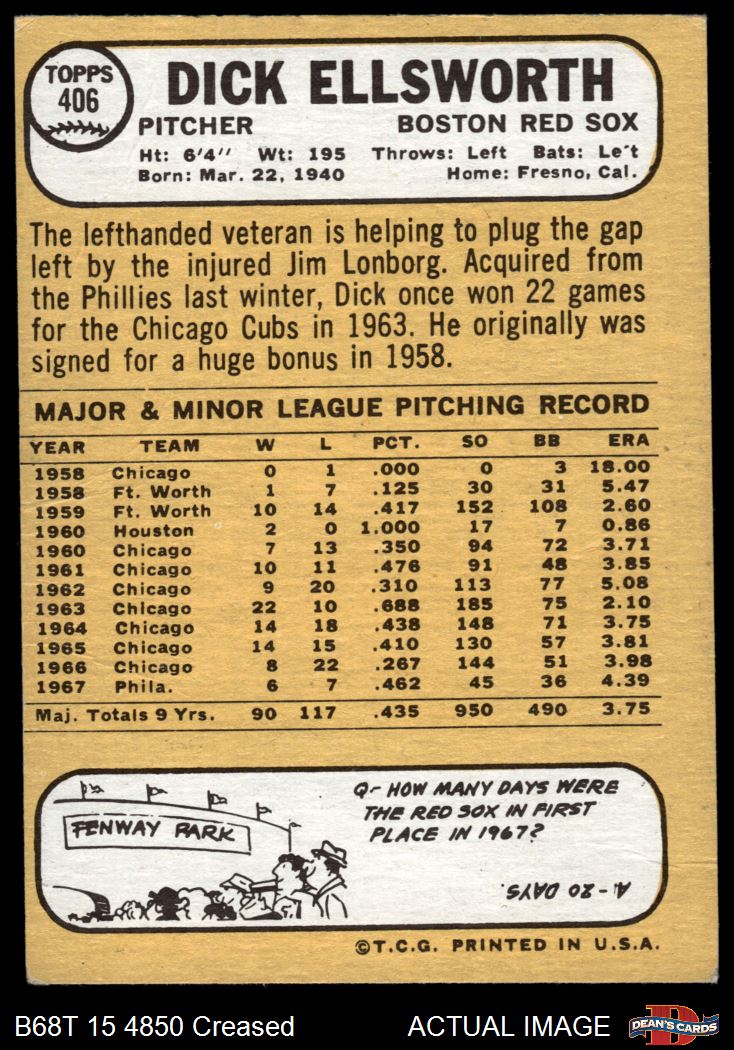 TOPPS
406
DICK ELLSWORTH
PITCHER BOSTON RED SOX
Ht: 6'4" Wt: 195 Throws: Left Bats: Le't
Born: Mar. 22, 1940 Home: Fresno, Cal.
The lefthanded veteran is helping to plug the gap
left by the injured Jim Lonborg. Acquired from
the Phillies last winter, Dick once won 22 games
for the Chicago Cubs in 1963. He originally was
signed for a huge bonus in 1958.
MAJOR & MINOR LEAGUE PITCHING RECORD
YEAR TEAM W L PCT. SO BB ERA
1958 Chicago 0 1 .000 0 3 18.00
1958 Ft. Worth 1 7 .125 30 31 5.47
1959 Ft. Worth 10 14 .417 152 108 2.60
1960 Houston 2 0 1.000 17 7 0.86
1960 Chicago 7 13 .350 94 72 3.71
1961 Chicago 10 11 .476 91 48 3.85
1962 Chicago 9 20 .310 113 77 5.08
1963 Chicago 22 10 .688 185 75 2.10
1964 Chicago 14 18 .438 148 71 3.75
1965 Chicago 14 15 .410 130 57 3.81
1966 Chicago 8 22 .267 144 51 3.98
1967 Phila. 6 7 .462 45 36 4.39
Maj. Totals 9 Yrs. 90 117 .435 950 490 3.75
FENWAY PARK
Q- HOW MANY DAYS WERE
THE RED SOX IN FIRST
PLACE IN 1967?
A-20 DAYS.
©T.C.G. PRINTED IN U.S.A.
B68T 15 4850 Creased ACTUAL IMAGE
D
DEAN'S CARDS